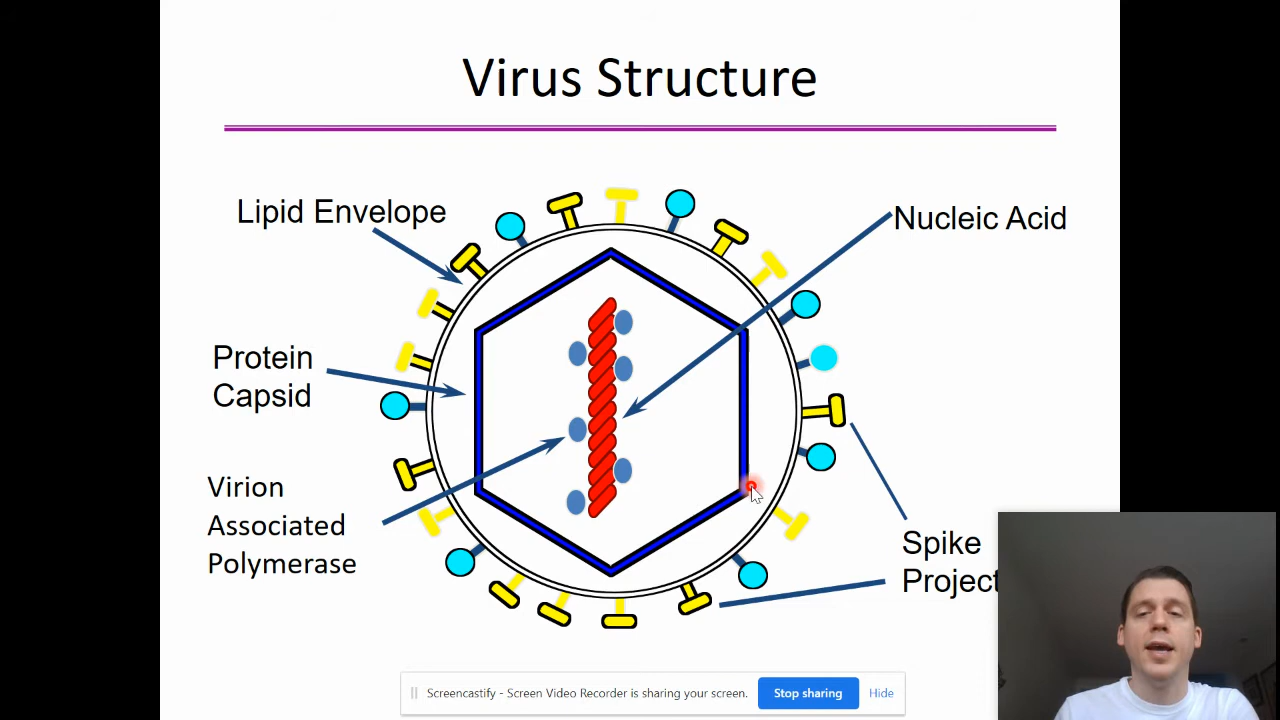 Virus Structure
Lipid Envelope
Nucleic Acid
Protein
Capsid
Virion
Associated
Polymerase
Spike
Project
Screencastify - Screen Video Recorder is sharing your screen.
Stop sharing
Hide